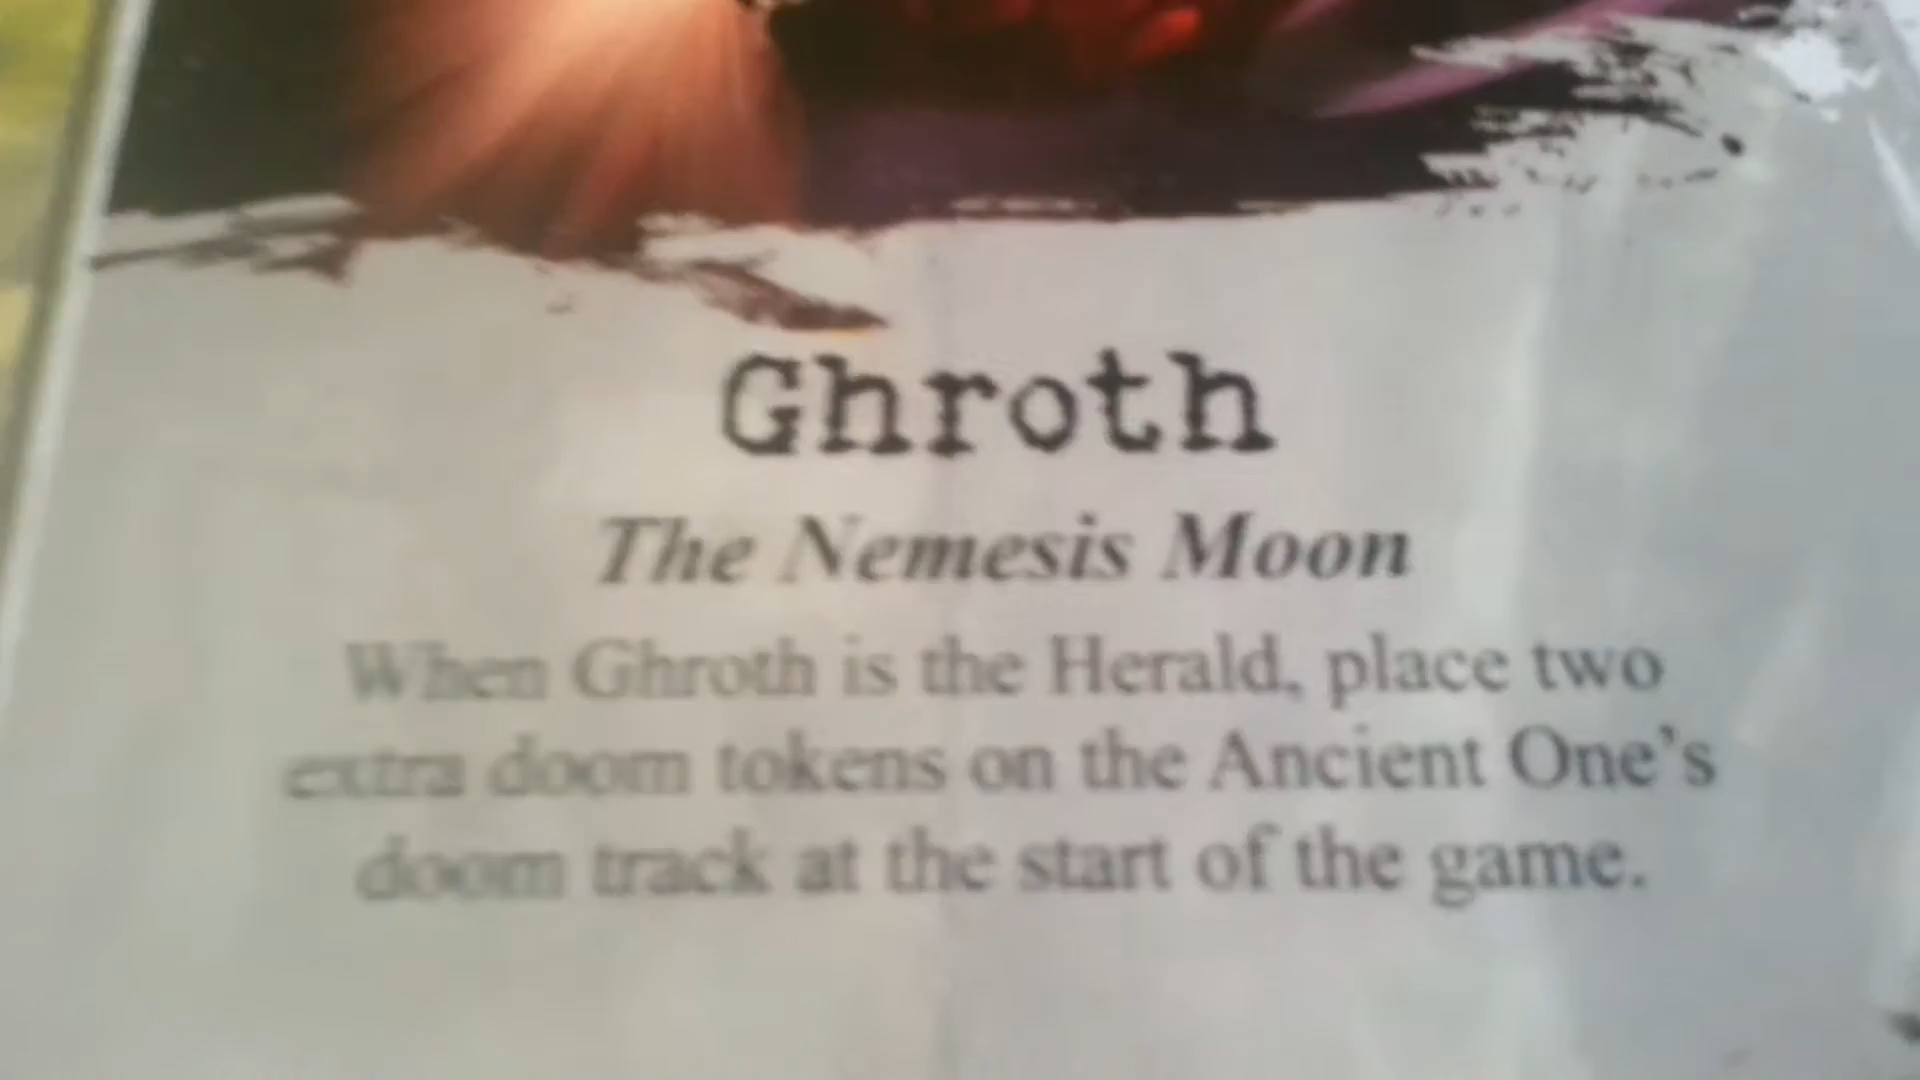 Ghroth
The Nemesis Moon
When Ghroth is the Herald, place two
extra doom tokens on the Ancient One's
doom track at the start of the game.